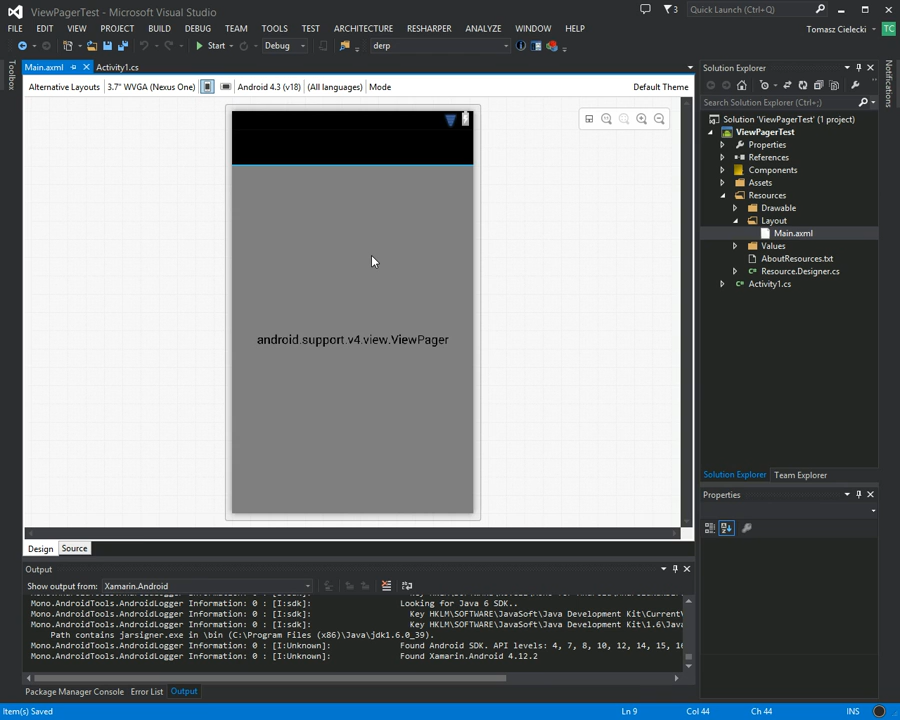 ViewPagerTest - Microsoft Visual Studio
3
Quick Launch (Ctrl+Q)
FILE EDIT VIEW PROJECT BUILD DEBUG TEAM TOOLS TEST ARCHITECTURE RESHARPER ANALYZE WINDOW HELP
Tomasz Cielecki TC
Start Debug derp
Toolbox
Main.axml Activity1.cs
Alternative Layouts 3.7" WVGA (Nexus One) Android 4.3 (v18) (All languages) Mode Default Theme
android.support.v4.view.ViewPager
Design Source
Output
Show output from: Xamarin.Android
Mono.AndroidTools.AndroidLogger Information: 0 : [I:sdk]: Looking for Java 6 SDK..
Mono.AndroidTools.AndroidLogger Information: 0 : [I:sdk]: Key HKLM\SOFTWARE\JavaSoft\Java Development Kit\Current
Mono.AndroidTools.AndroidLogger Information: 0 : [I:sdk]: Key HKLM\SOFTWARE\JavaSoft\Java Development Kit\1.6\Ja
Path contains jarsigner.exe in \bin (C:\Program Files (x86)\Java\jdk1.6.0_39).
Mono.AndroidTools.AndroidLogger Information: 0 : [I:Unknown]: Found Android SDK. API levels: 4, 7, 8, 10, 12, 14, 15, 16
Mono.AndroidTools.AndroidLogger Information: 0 : [I:Unknown]: Found Xamarin.Android 4.12.2
Package Manager Console Error List Output
Solution Explorer
Search Solution Explorer (Ctrl+;)
Solution 'ViewPagerTest' (1 project)
ViewPagerTest
Properties
References
Components
Assets
Resources
Drawable
Layout
Main.axml
Values
AboutResources.txt
Resource.Designer.cs
Activity1.cs
Solution Explorer Team Explorer
Properties
Notifications
Item(s) Saved Ln 9 Col 44 Ch 44 INS